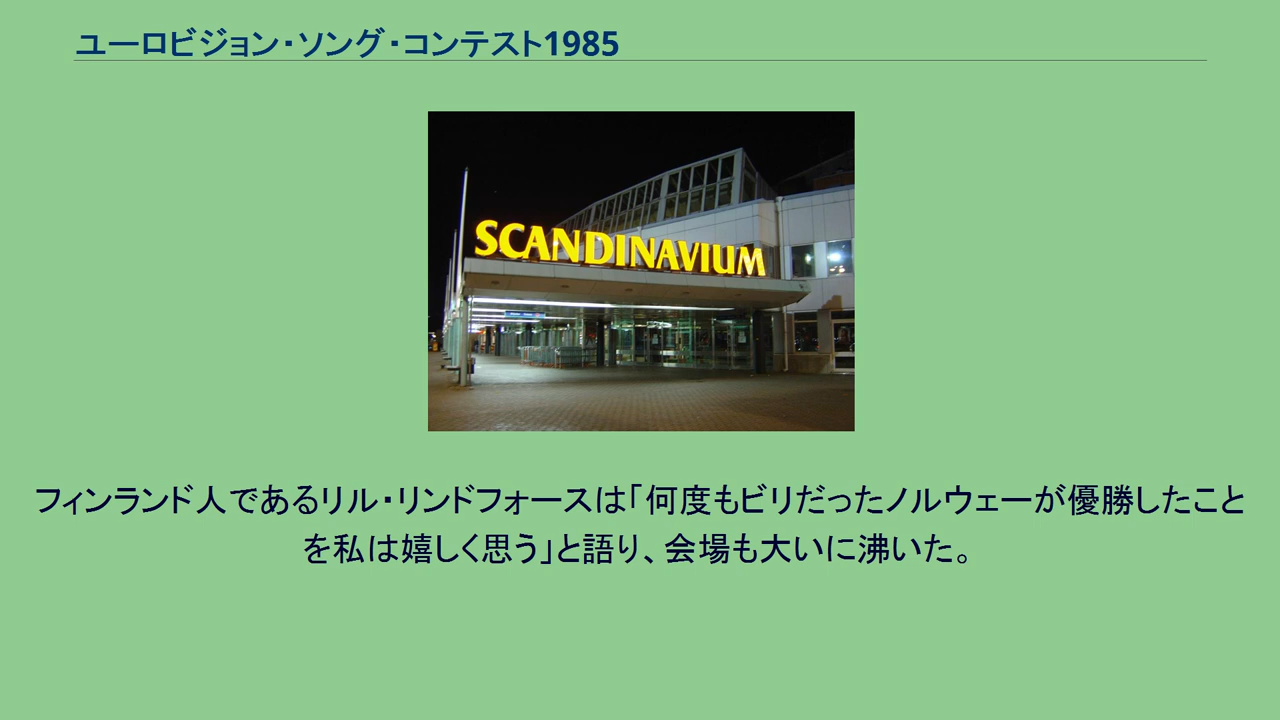 ユーロビジョン・ソング・コンテスト1985
SCANDINAVIUM
フィンランド人であるリル・リンドフォースは「何度もビリだったノルウェーが優勝したこと
を私は嬉しく思う」と語り、会場も大いに沸いた。